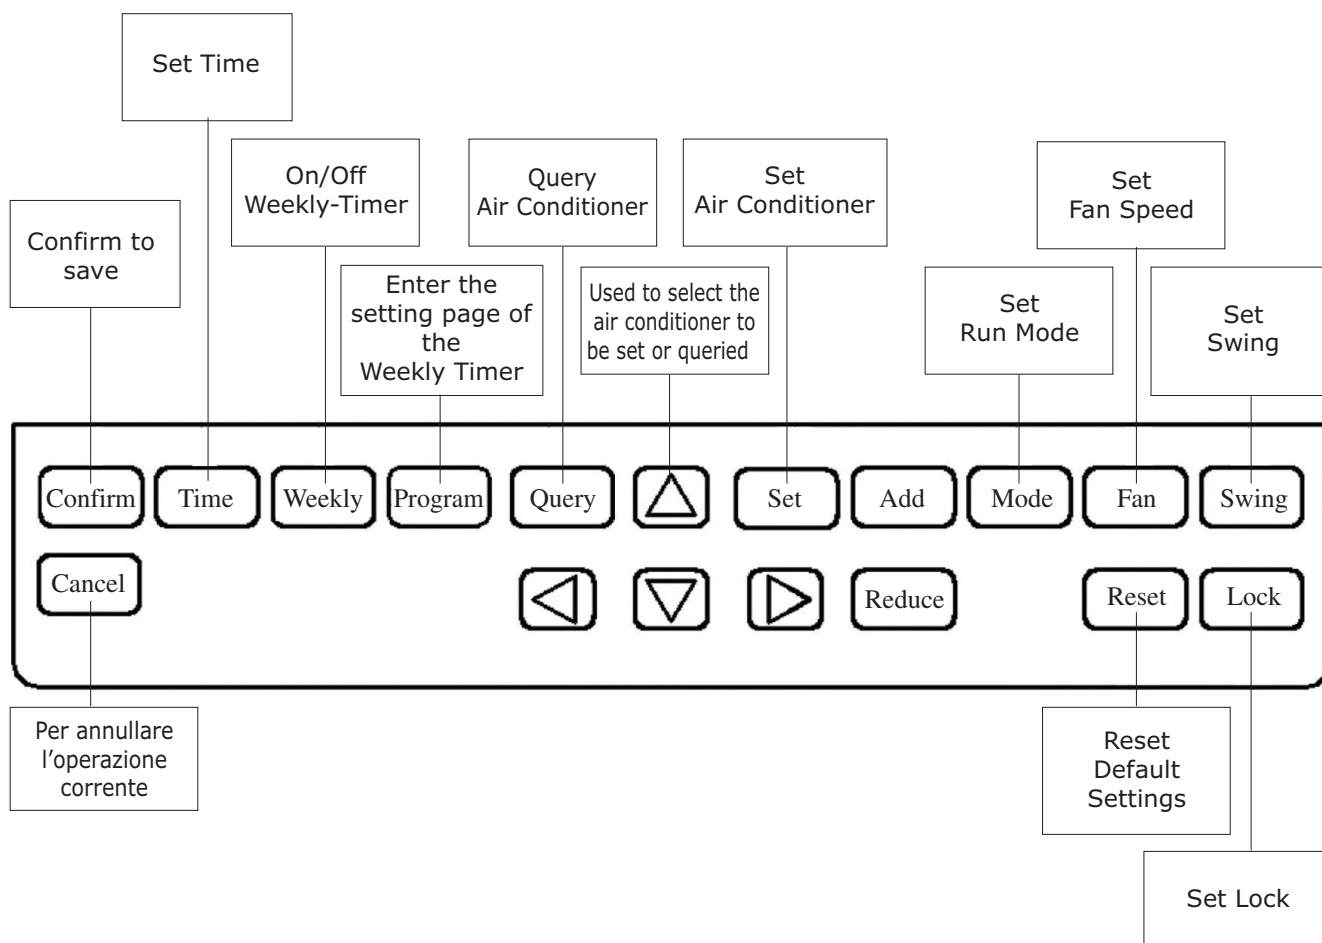 Set Time
On/Off
Weekly-Timer
Query
Air Conditioner
Set
Air Conditioner
Set
Fan Speed
Confirm to
save
Enter the
setting page of
the
Weekly Timer
Used to select the
air conditioner to
be set or queried
Set
Run Mode
Set
Swing
Confirm
Time
Weekly
Program
Query
Set
Add
Mode
Fan
Swing
Cancel
Reduce
Reset
Lock
Per annullare
l’operazione
corrente
Reset
Default
Settings
Set Lock